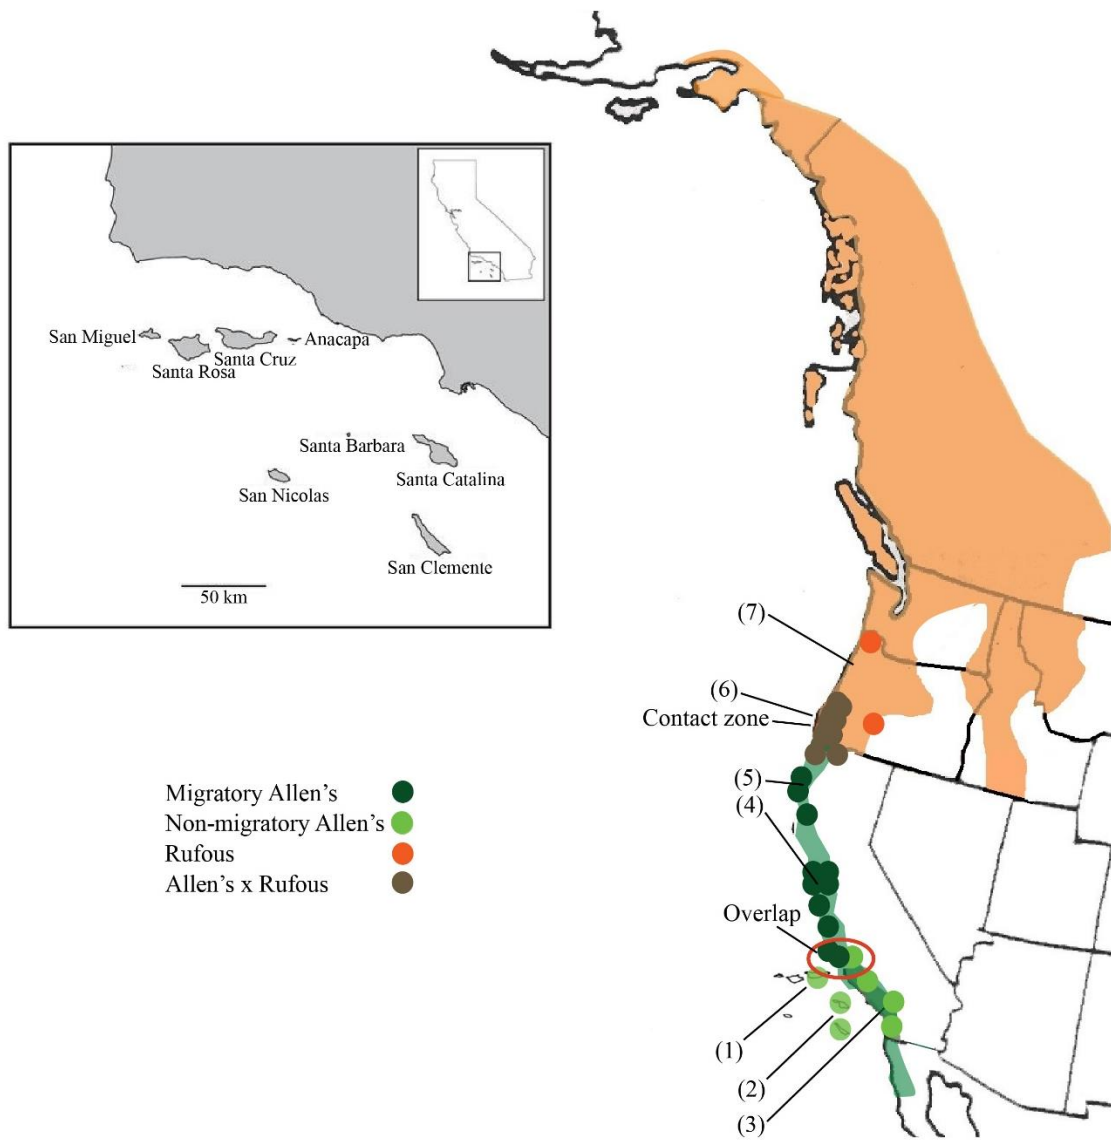 San Miguel
Anacapa
Santa Cruz
Santa Rosa
Santa Barbara
Santa Catalina
San Nicolas
San Clemente
50 km
(7)
(6)
Contact zone
(5)
(4)
Overlap
(1)
(2)
(3)
Migratory Allen's
Non-migratory Allen's
Rufous
Allen's x Rufous